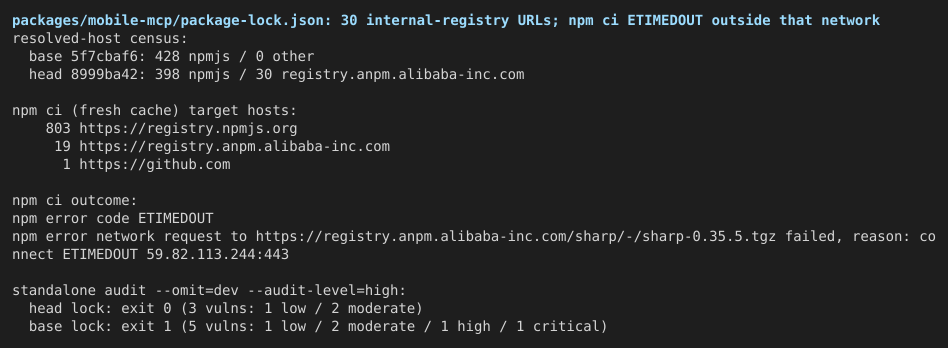 packages/mobile-mcp/package-lock.json: 30 internal-registry URLs; npm ci ETIMEDOUT outside that network
resolved-host census:
  base 5f7cbaf6: 428 npmjs / 0 other
  head 8999ba42: 398 npmjs / 30 registry.anpm.alibaba-inc.com

npm ci (fresh cache) target hosts:
    803 https://registry.npmjs.org
     19 https://registry.anpm.alibaba-inc.com
      1 https://github.com

npm ci outcome:
npm error code ETIMEDOUT
npm error network request to https://registry.anpm.alibaba-inc.com/sharp/-/sharp-0.35.5.tgz failed, reason: co
nnect ETIMEDOUT 59.82.113.244:443

standalone audit --omit=dev --audit-level=high:
  head lock: exit 0 (3 vulns: 1 low / 2 moderate)
  base lock: exit 1 (5 vulns: 1 low / 2 moderate / 1 high / 1 critical)